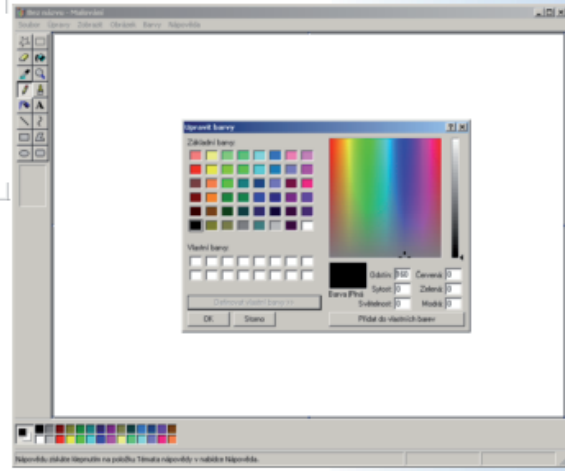 Bez názvu - Malování
Soubor Úpravy Zobrazit Obrázek Barvy Nápověda
A
Upravit barvy
Základní barvy:
Vlastní barvy:
Definovat vlastní barvy >>
OK Storno
Barva|Plná
Odstín: 160 Červená: 0
Sytost: 0 Zelená: 0
Světelnost: 0 Modrá: 0
Přidat do vlastních barev
Nápovědu získáte klepnutím na položku Témata nápovědy v nabídce Nápověda.